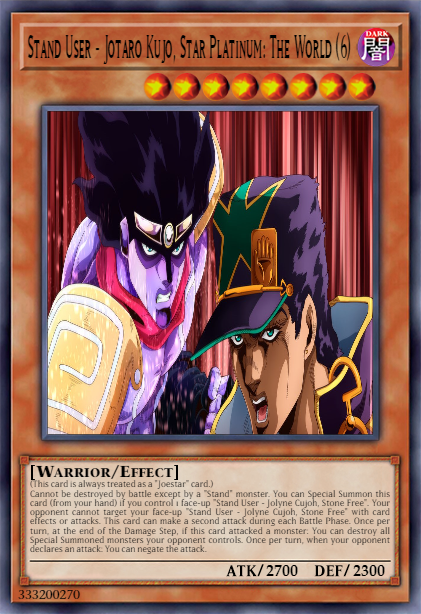 Stand User - Jotaro Kujo, Star Platinum: The World (6)
DARK
闇
[Warrior/Effect]
(This card is always treated as a "Joestar" card.)
Cannot be destroyed by battle except by a "Stand" monster. You can Special Summon this
card (from your hand) if you control 1 face-up "Stand User - Jolyne Cujoh, Stone Free". Your
opponent cannot target your face-up "Stand User - Jolyne Cujoh, Stone Free" with card
effects or attacks. This card can make a second attack during each Battle Phase. Once per
turn, at the end of the Damage Step, if this card attacked a monster: You can destroy all
Special Summoned monsters your opponent controls. Once per turn, when your opponent
declares an attack: You can negate the attack.
ATK/2700 DEF/2300
333200270